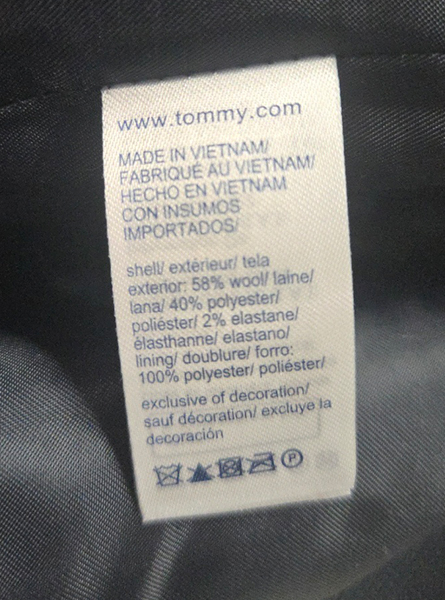 www.tommy.com
MADE IN VIETNAM/
FABRIQUÉ AU VIETNAM/
HECHO EN VIETNAM
CON INSUMOS
IMPORTADOS/
shell/ extérieur/ tela
exterior: 58% wool/ laine/
lana/ 40% polyester/
poliéster/ 2% elastane/
élasthanne/ elastano/
lining/ doublure/ forro:
100% polyester/ poliéster/
exclusive of decoration/
sauf décoration/ excluye la
decoración
P